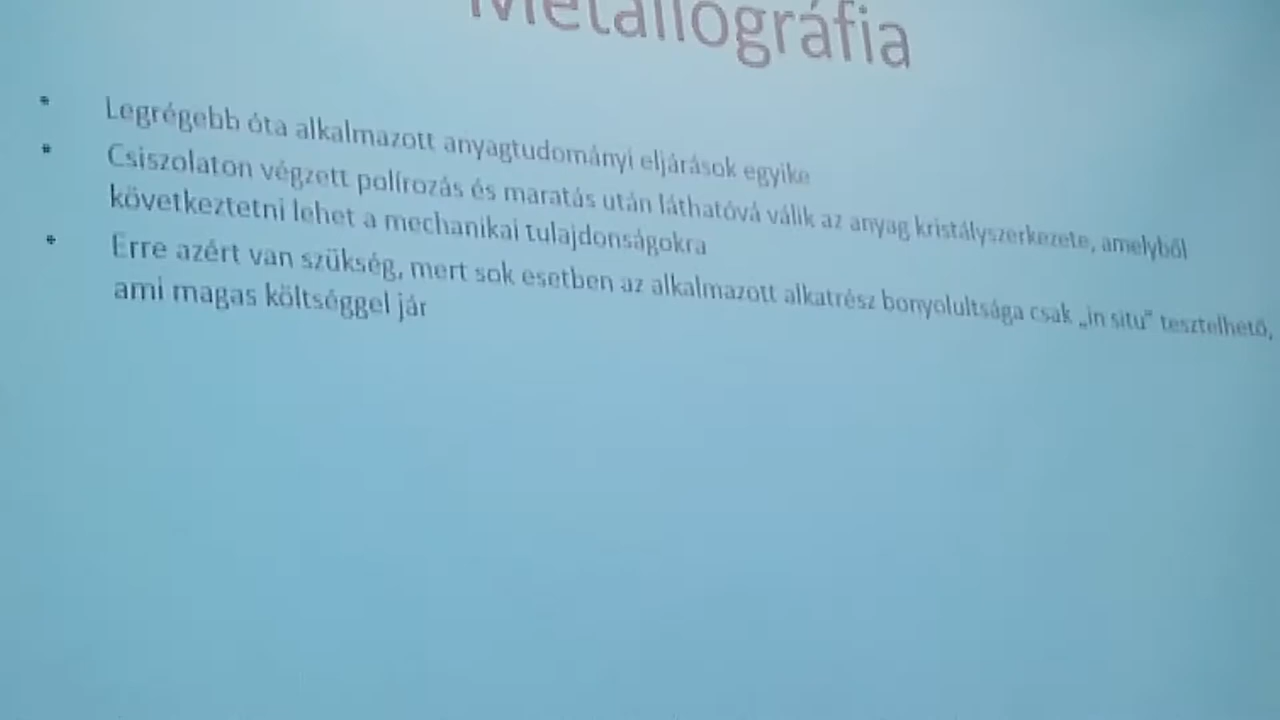 Metallográfia
• Legrégebb óta alkalmazott anyagtudományi eljárások egyike
• Csiszolaton végzett polírozás és maratás után láthatóvá válik az anyag kristályszerkezete, amelyből
következtetni lehet a mechanikai tulajdonságokra
• Erre azért van szükség, mert sok esetben az alkalmazott alkatrész bonyolultsága csak „in situ” tesztelhető,
ami magas költséggel jár